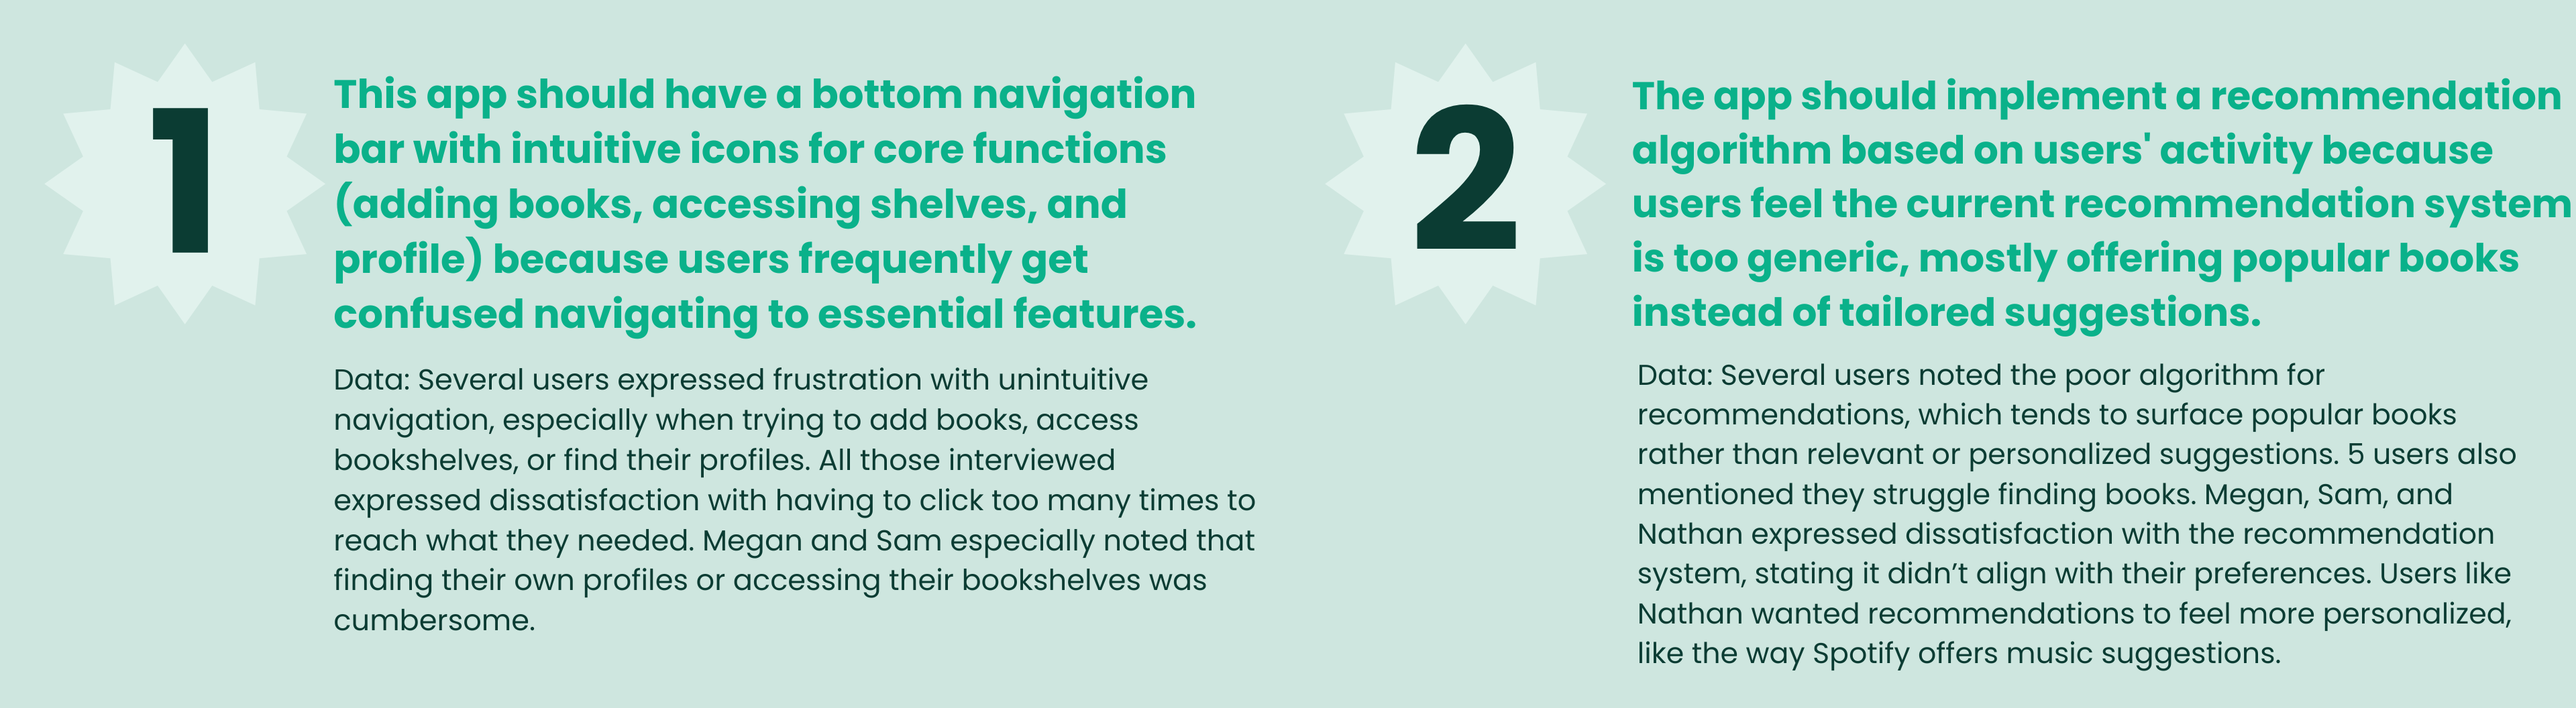 1
This app should have a bottom navigation
bar with intuitive icons for core functions
(adding books, accessing shelves, and
profile) because users frequently get
confused navigating to essential features.
Data: Several users expressed frustration with unintuitive
navigation, especially when trying to add books, access
bookshelves, or find their profiles. All those interviewed
expressed dissatisfaction with having to click too many times to
reach what they needed. Megan and Sam especially noted that
finding their own profiles or accessing their bookshelves was
cumbersome.
2
The app should implement a recommendation
algorithm based on users' activity because
users feel the current recommendation system
is too generic, mostly offering popular books
instead of tailored suggestions.
Data: Several users noted the poor algorithm for
recommendations, which tends to surface popular books
rather than relevant or personalized suggestions. 5 users also
mentioned they struggle finding books. Megan, Sam, and
Nathan expressed dissatisfaction with the recommendation
system, stating it didn’t align with their preferences. Users like
Nathan wanted recommendations to feel more personalized,
like the way Spotify offers music suggestions.